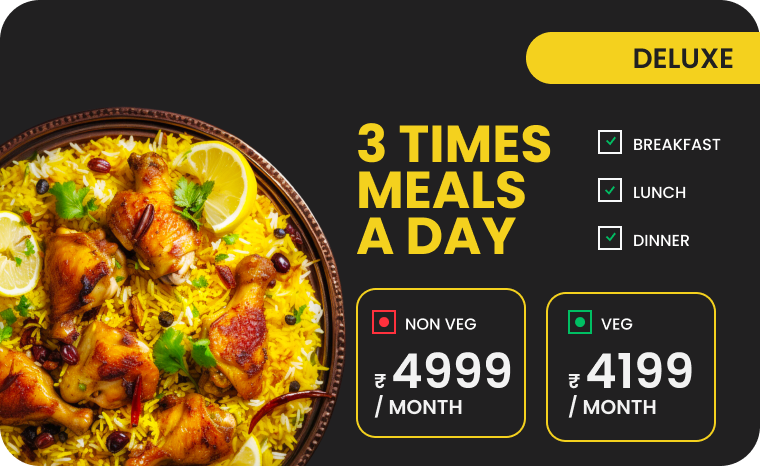 DELUXE
3 TIMES
MEALS
A DAY
BREAKFAST
LUNCH
DINNER
NON VEG
₹ 4999
/ MONTH
VEG
₹ 4199
/ MONTH